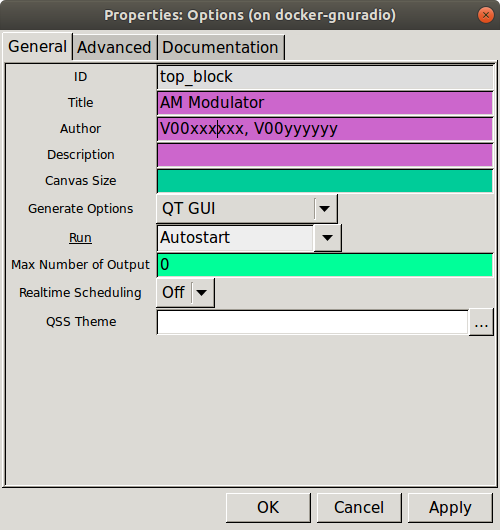 Properties: Options (on docker-gnuradio)
General Advanced Documentation
ID top_block
Title AM Modulator
Author V00xxxxxx, V00yyyyyy
Description
Canvas Size
Generate Options QT GUI
Run Autostart
Max Number of Output 0
Realtime Scheduling Off
QSS Theme ...
OK Cancel Apply